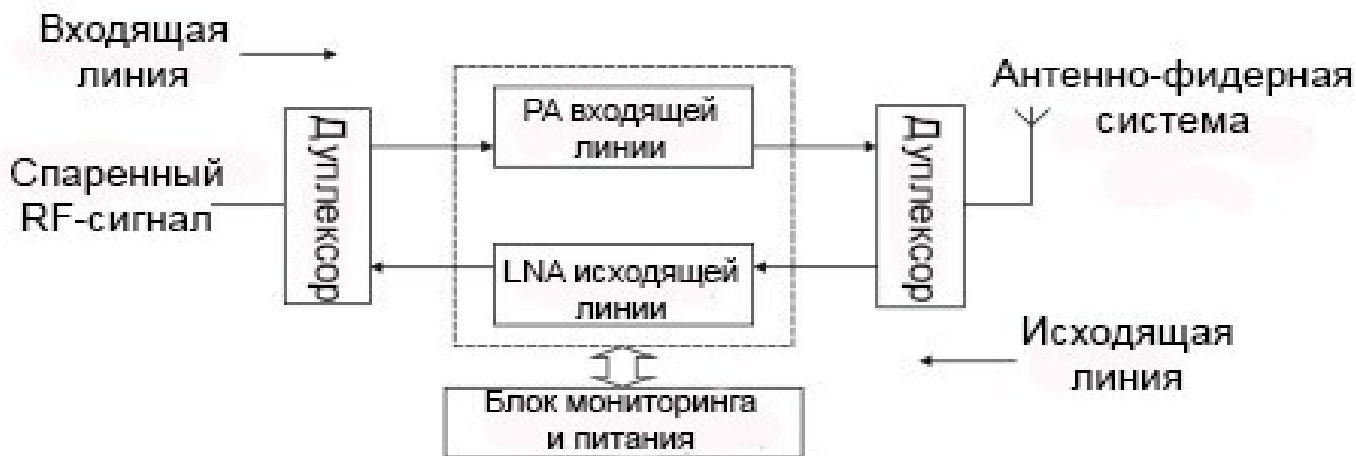 Входящая
линия
Спаренный
RF-сигнал
Дуплексор
PA входящей
линии
LNA исходящей
линии
Блок мониторинга
и питания
Дуплексор
Антенно-фидерная
система
Исходящая
линия